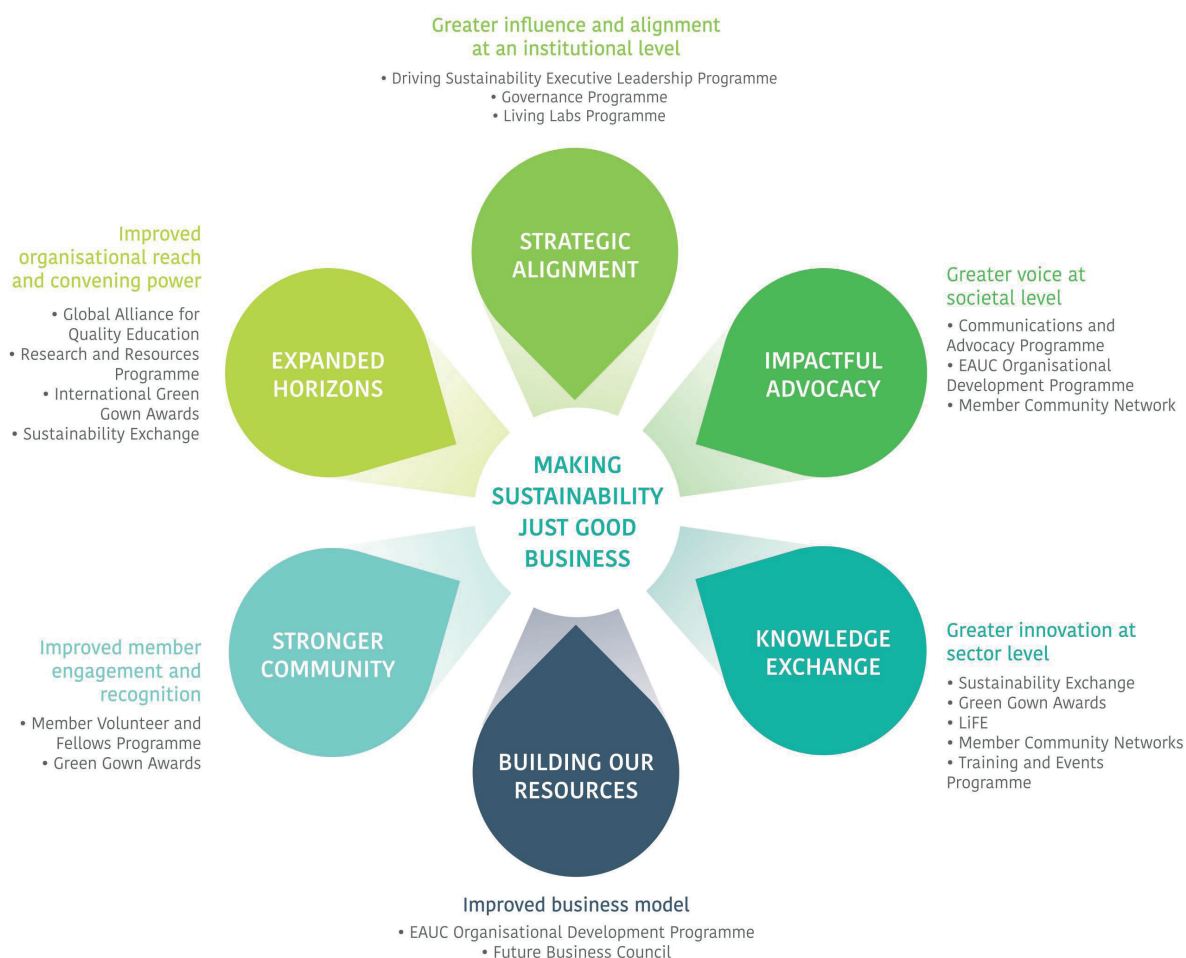 Greater influence and alignment
at an institutional level
• Driving Sustainability Executive Leadership Programme
• Governance Programme
• Living Labs Programme
STRATEGIC
ALIGNMENT
Improved
organisational reach
and convening power
• Global Alliance for
Quality Education
• Research and Resources
Programme
• International Green
Gown Awards
• Sustainability Exchange
EXPANDED
HORIZONS
IMPACTFUL
ADVOCACY
Greater voice at
societal level
• Communications and
Advocacy Programme
• EAUC Organisational
Development Programme
• Member Community Network
MAKING
SUSTAINABILITY
JUST GOOD
BUSINESS
Improved member
engagement and
recognition
• Member Volunteer and
Fellows Programme
• Green Gown Awards
STRONGER
COMMUNITY
KNOWLEDGE
EXCHANGE
Greater innovation at
sector level
• Sustainability Exchange
• Green Gown Awards
• LiFE
• Member Community Networks
• Training and Events
Programme
BUILDING OUR
RESOURCES
Improved business model
• EAUC Organisational Development Programme
• Future Business Council